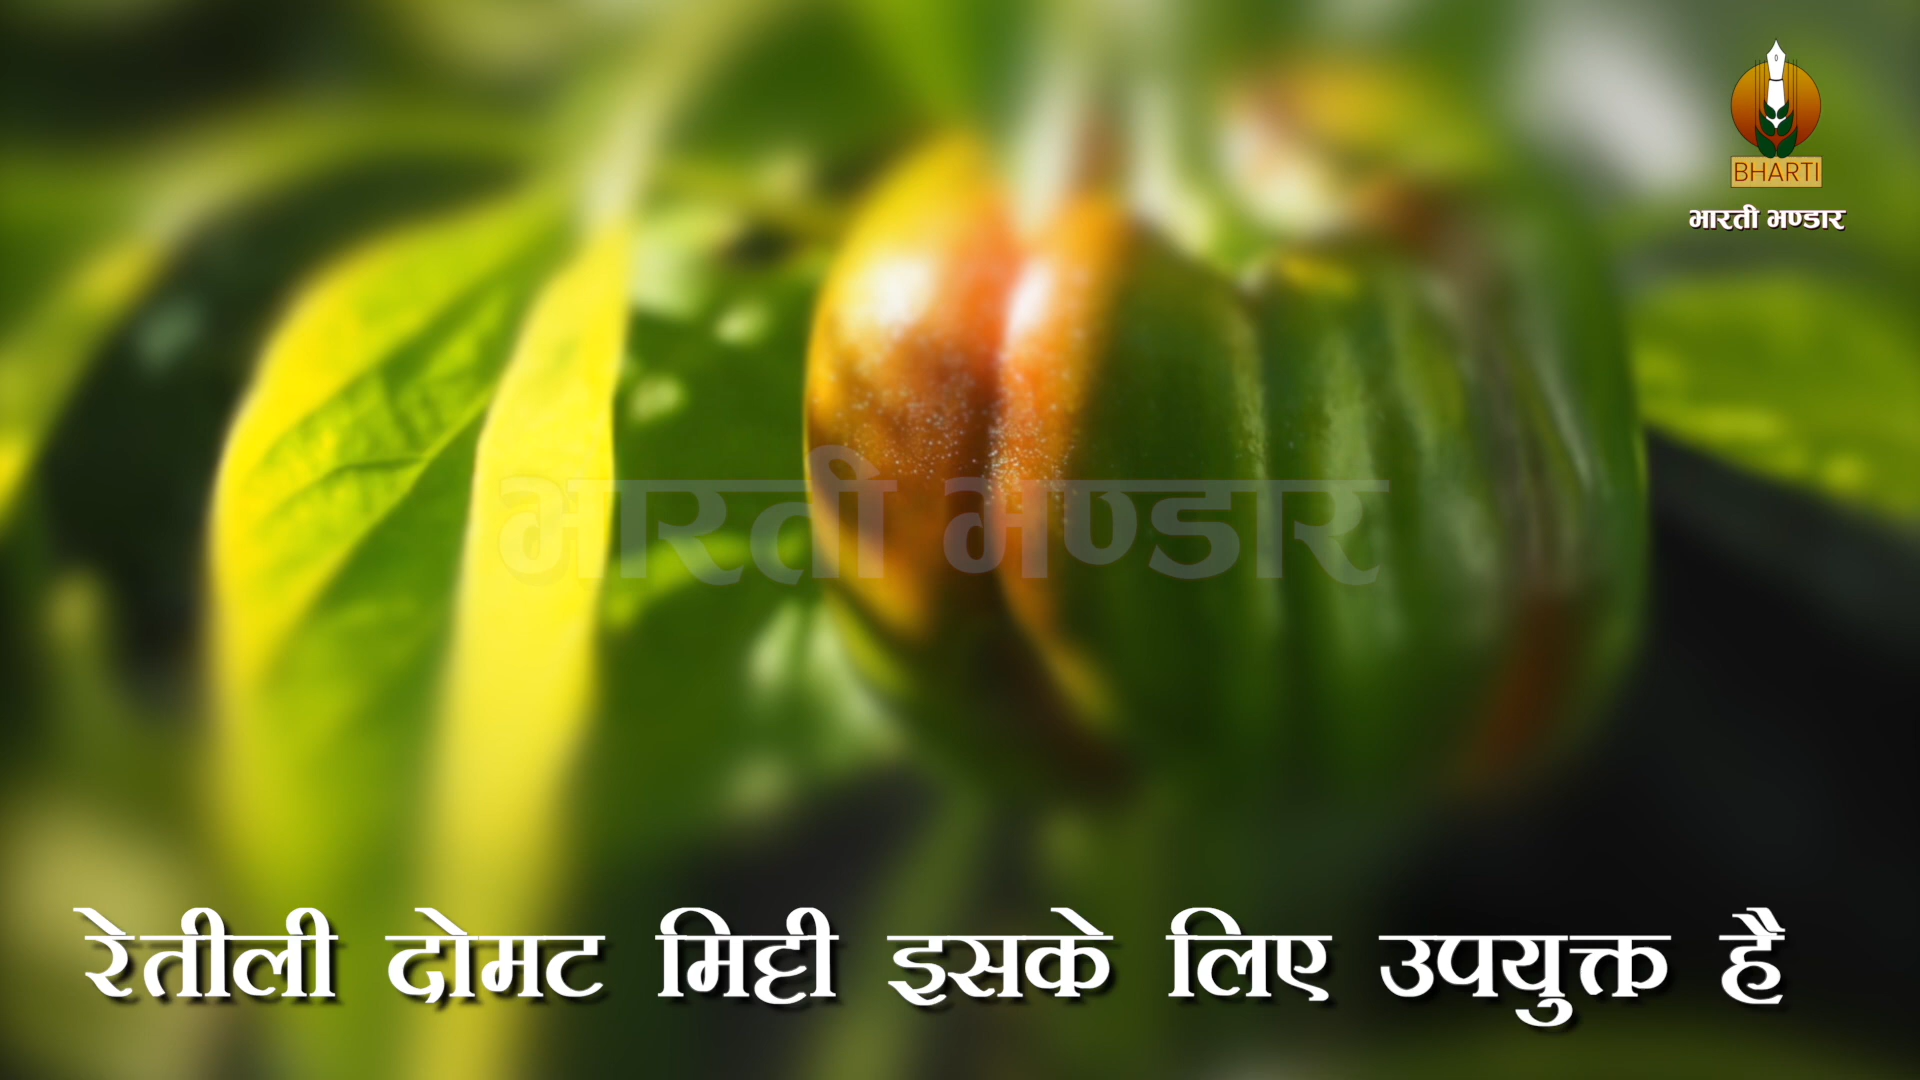 BHARTI
भारती भण्डार
भारती भण्डार
रेतीली दोमट मिट्टी इसके लिए उपयुक्त है